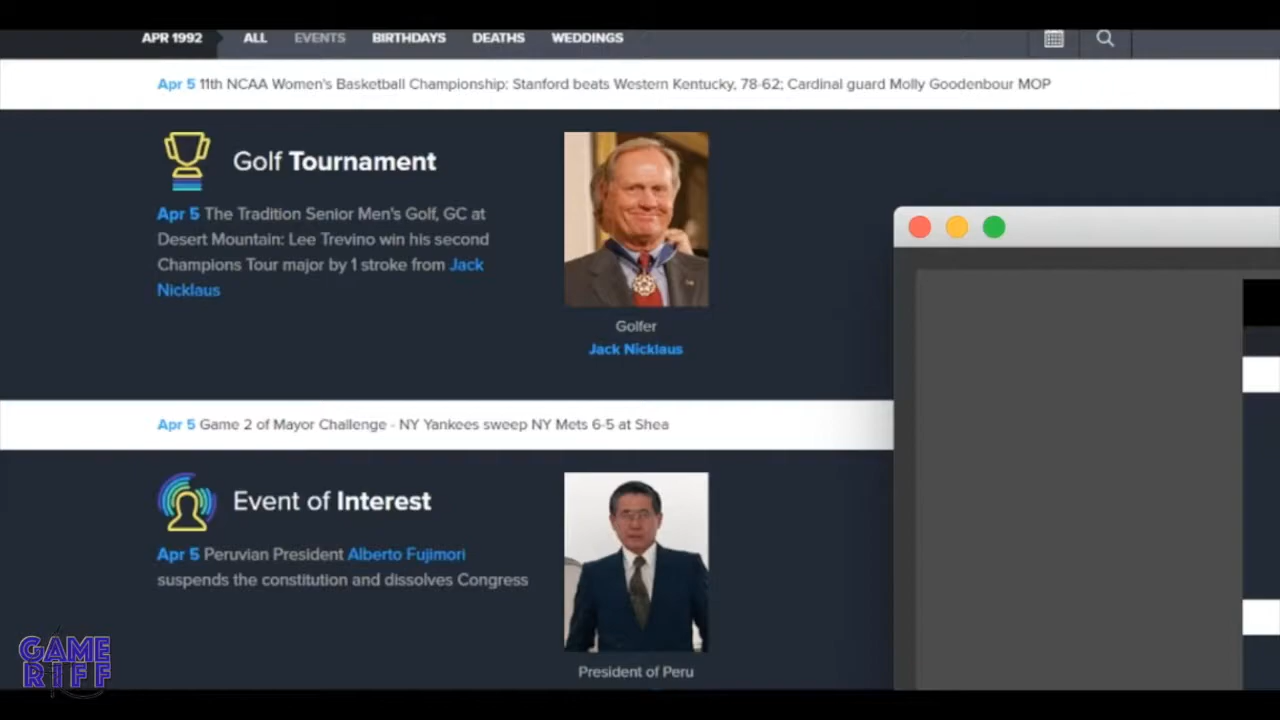 APR 1992 ALL EVENTS BIRTHDAYS DEATHS WEDDINGS
Apr 5 11th NCAA Women's Basketball Championship: Stanford beats Western Kentucky, 78-62; Cardinal guard Molly Goodenbour MOP
Golf Tournament
Apr 5 The Tradition Senior Men's Golf, GC at
Desert Mountain: Lee Trevino win his second
Champions Tour major by 1 stroke from Jack
Nicklaus
Golfer
Jack Nicklaus
Apr 5 Game 2 of Mayor Challenge - NY Yankees sweep NY Mets 6-5 at Shea
Event of Interest
Apr 5 Peruvian President Alberto Fujimori
suspends the constitution and dissolves Congress
President of Peru
GAME
RIFF